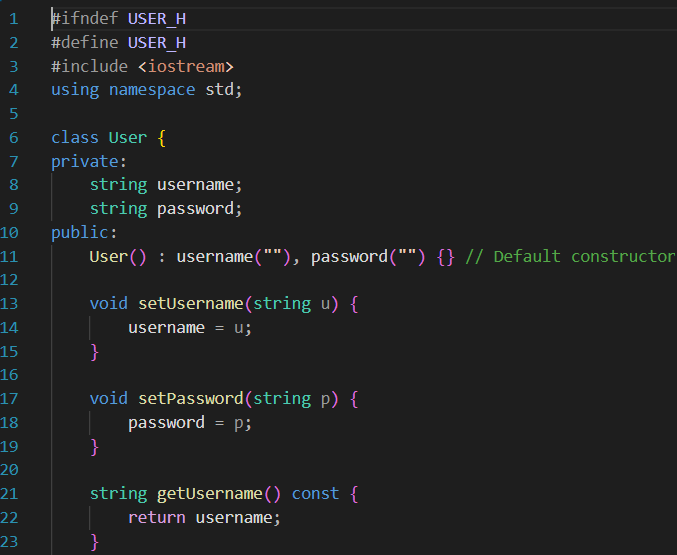 1 #ifndef USER_H
2 #define USER_H
3 #include <iostream>
4 using namespace std;
5
6 class User {
7 private:
8     string username;
9     string password;
10 public:
11     User() : username(""), password("") {} // Default constructor
12
13     void setUsername(string u) {
14         username = u;
15     }
16
17     void setPassword(string p) {
18         password = p;
19     }
20
21     string getUsername() const {
22         return username;
23     }